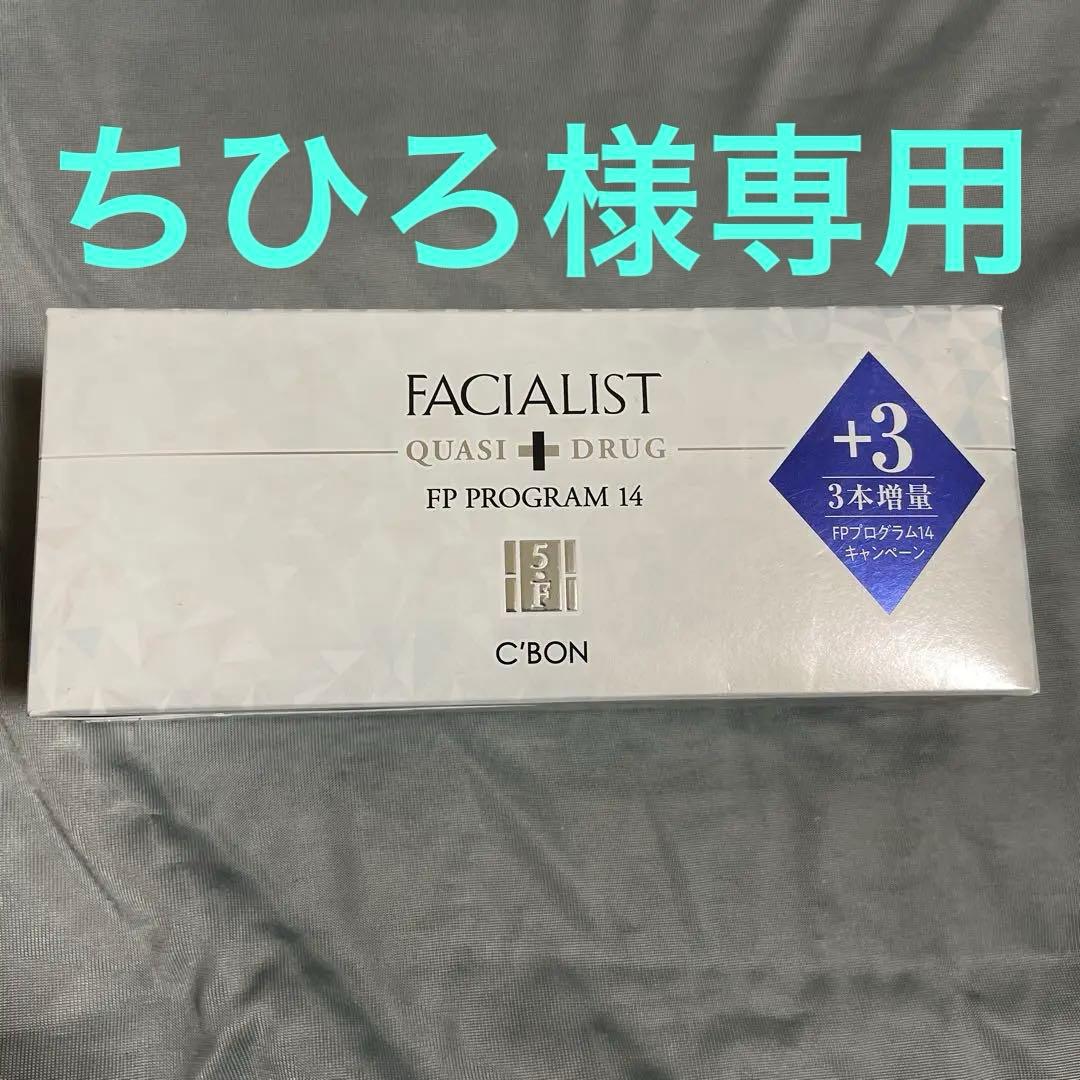 ちひろ様専用
FACIALIST
QUASI + DRUG
FP PROGRAM 14
5.F
C'BON
+3
3本増量
FPプログラム14
キャンペーン